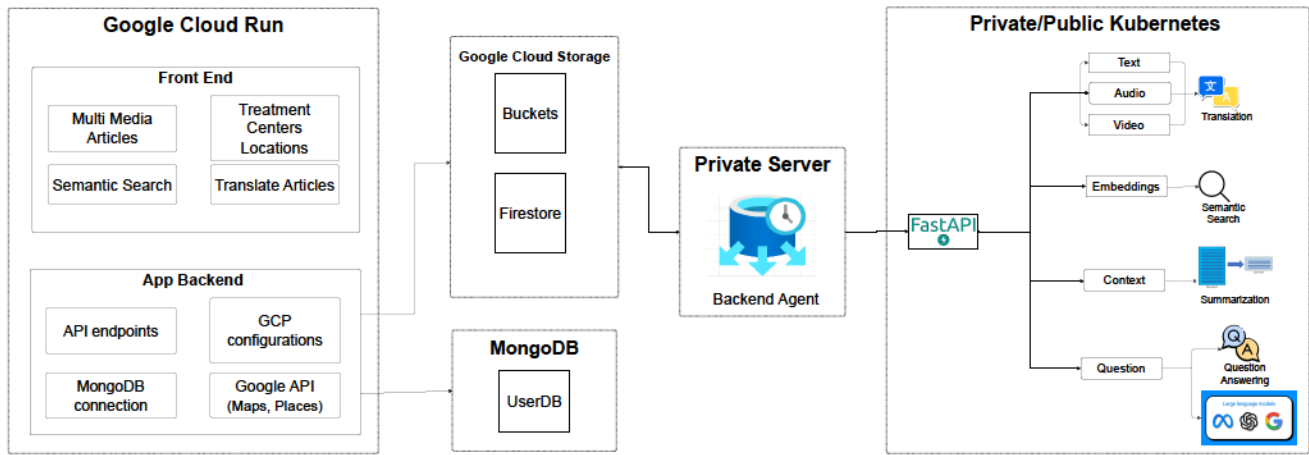 Google Cloud Run
Front End
Multi Media
Articles
Treatment
Centers
Locations
Semantic Search
Translate Articles
App Backend
API endpoints
GCP
configurations
MongoDB
connection
Google API
(Maps, Places)
Google Cloud Storage
Buckets
Firestore
MongoDB
UserDB
Private Server
Backend Agent
Private/Public Kubernetes
FastAPI
Text
Audio
Video
文
A
Translation
Embeddings
Semantic
Search
Context
Summarization
Question
Q
A
Question
Answering
Large language models
G